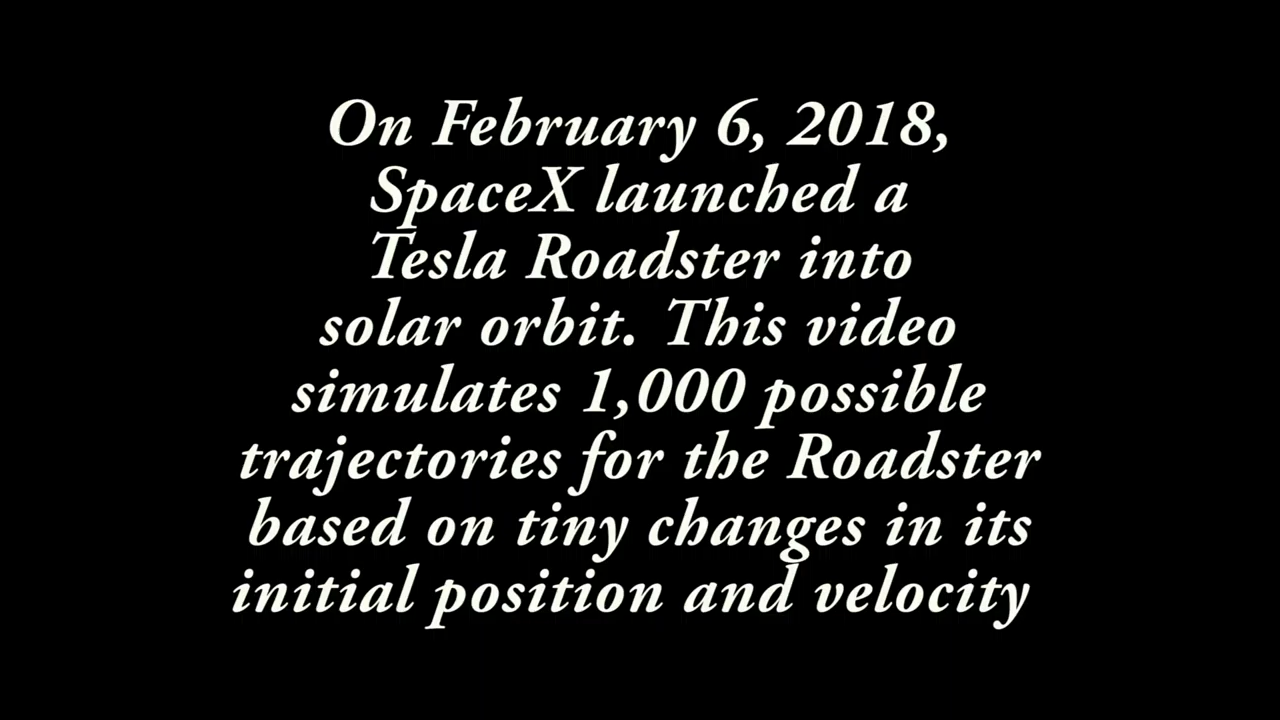 On February 6, 2018,
SpaceX launched a
Tesla Roadster into
solar orbit. This video
simulates 1,000 possible
trajectories for the Roadster
based on tiny changes in its
initial position and velocity